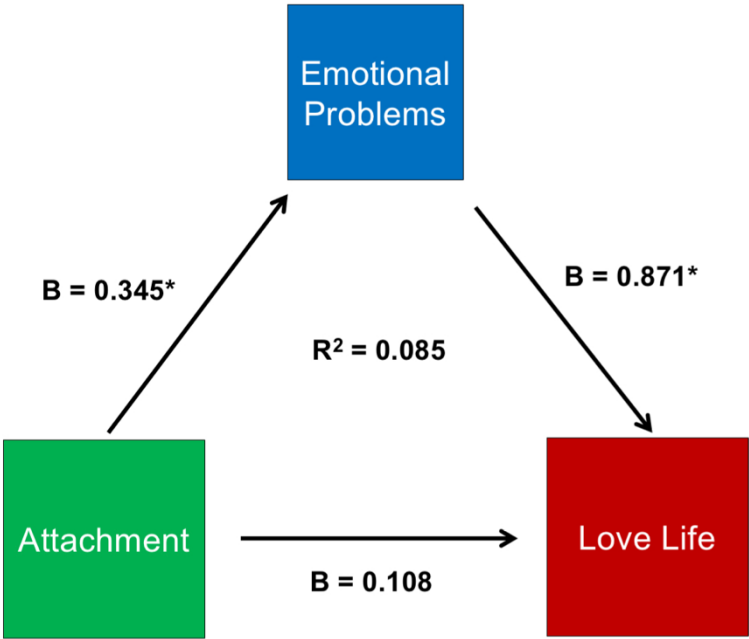 Emotional
Problems
B = 0.345*
B = 0.871*
R² = 0.085
Attachment
Love Life
B = 0.108